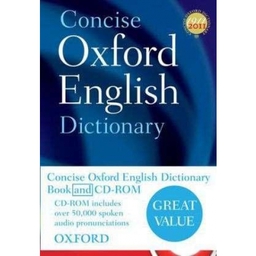 Concise
Oxford
English
Dictionary
2011
Concise Oxford English Dictionary
Book and CD-ROM
CD-ROM includes
over 50,000 spoken
audio pronunciations
GREAT
VALUE
OXFORD